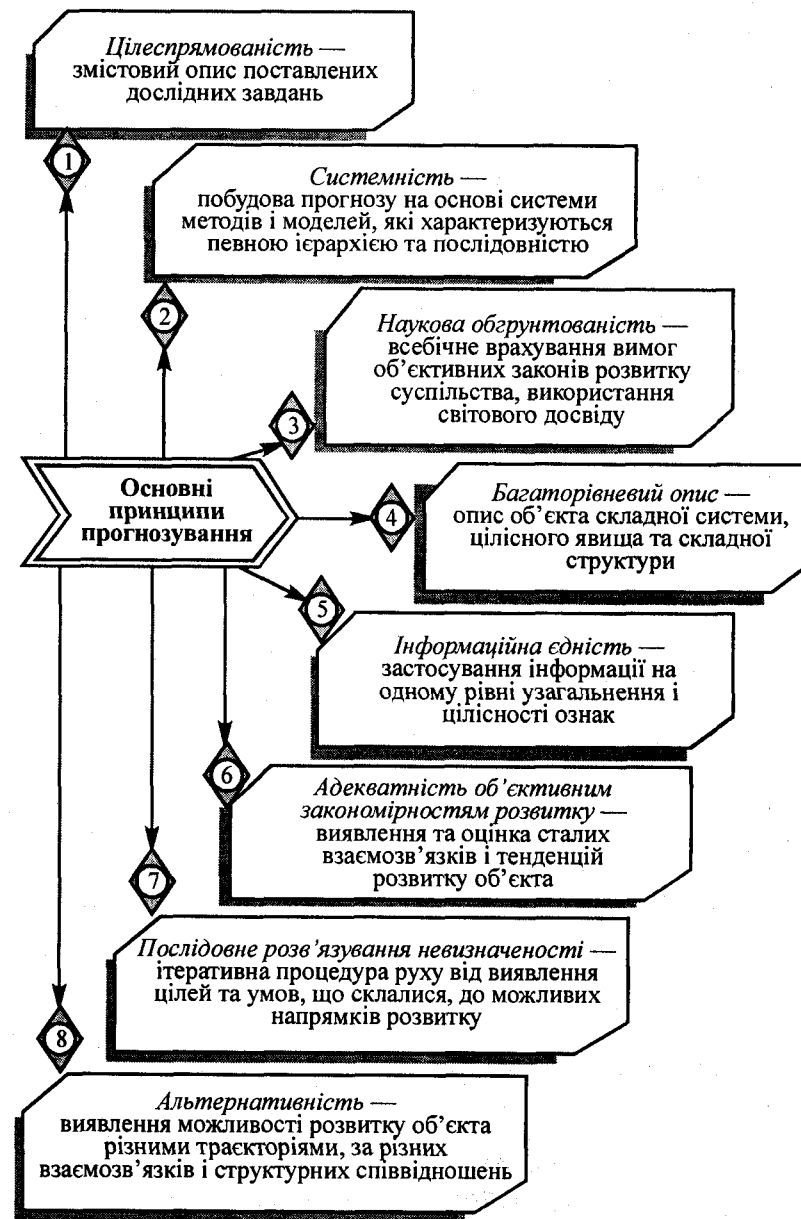 Цілеспрямованість —
змістовий опис поставлених
дослідних завдань
1
Системність —
побудова прогнозу на основі системи
методів і моделей, які характеризуються
певною ієрархією та послідовністю
2
Наукова обгрунтованість —
всебічне врахування вимог
об’єктивних законів розвитку
суспільства, використання
світового досвіду
3
Основні
принципи
прогнозування
Багаторівневий опис —
опис об’єкта складної системи,
цілісного явища та складної
структури
4
5
Інформаційна єдність —
застосування інформації на
одному рівні узагальнення і
цілісності ознак
6
Адекватність об’єктивним
закономірностям розвитку —
виявлення та оцінка сталих
взаємозв’язків і тенденцій
розвитку об’єкта
7
Послідовне розв’язування невизначеності —
ітеративна процедура руху від виявлення
цілей та умов, що склалися, до можливих
напрямків розвитку
8
Альтернативність —
виявлення можливості розвитку об’єкта
різними траєкторіями, за різних
взаємозв’язків і структурних співвідношень